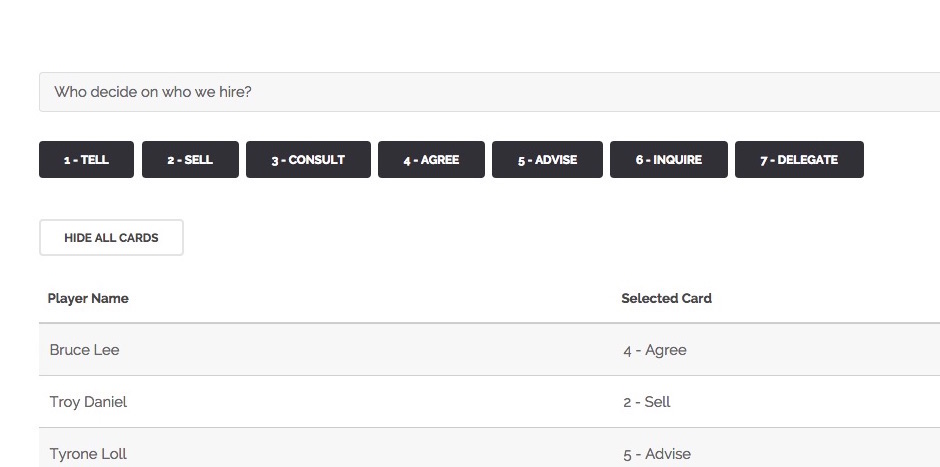 Who decide on who we hire?
1 - TELL 2 - SELL 3 - CONSULT 4 - AGREE 5 - ADVISE 6 - INQUIRE 7 - DELEGATE
HIDE ALL CARDS
Player Name Selected Card
Bruce Lee 4 - Agree
Troy Daniel 2 - Sell
Tyrone Loll 5 - Advise